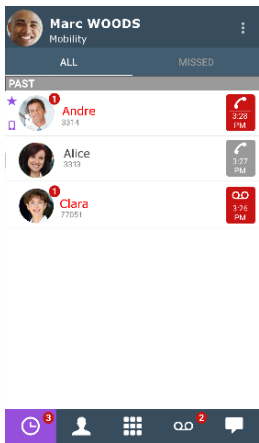 Marc WOODS
Mobility
ALL MISSED
PAST
1
Andre
3314
3:28
PM
Alice
3313
3:27
PM
1
Clara
77051
3:26
PM
3
2